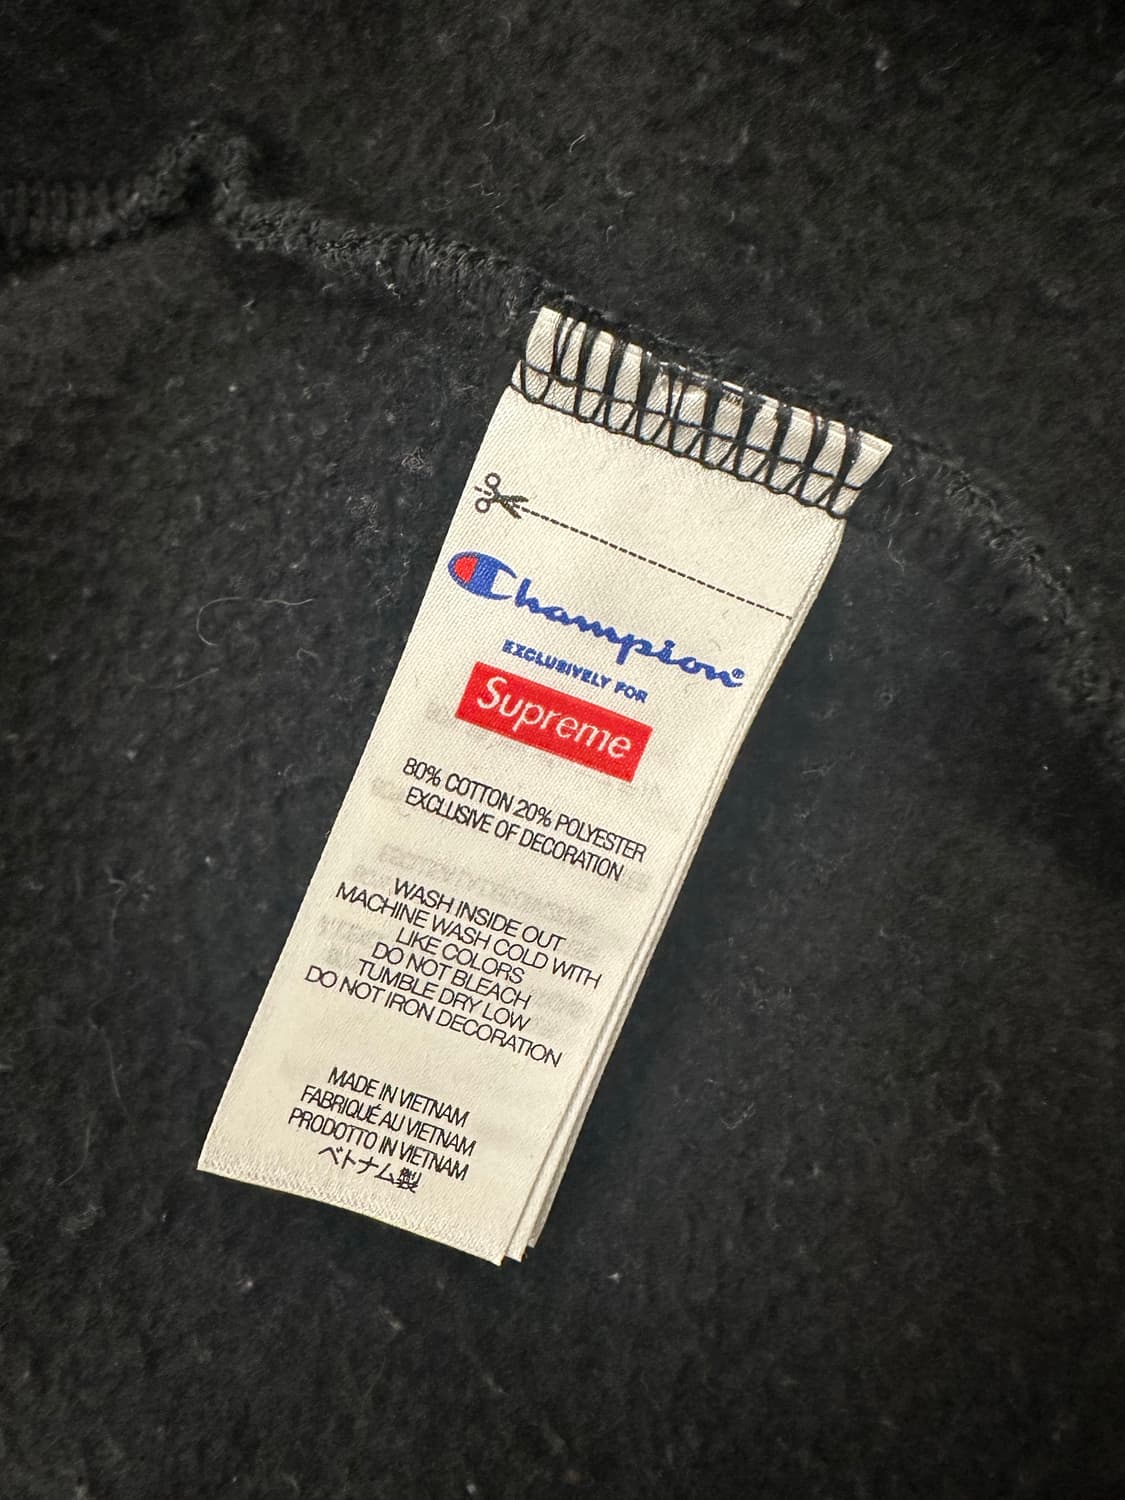 Champion®
EXCLUSIVELY FOR
Supreme
80% COTTON 20% POLYESTER
EXCLUSIVE OF DECORATION
WASH INSIDE OUT
MACHINE WASH COLD WITH
LIKE COLORS
DO NOT BLEACH
TUMBLE DRY LOW
DO NOT IRON DECORATION
MADE IN VIETNAM
FABRIQUÉ AU VIETNAM
PRODOTTO IN VIETNAM
ベトナム製